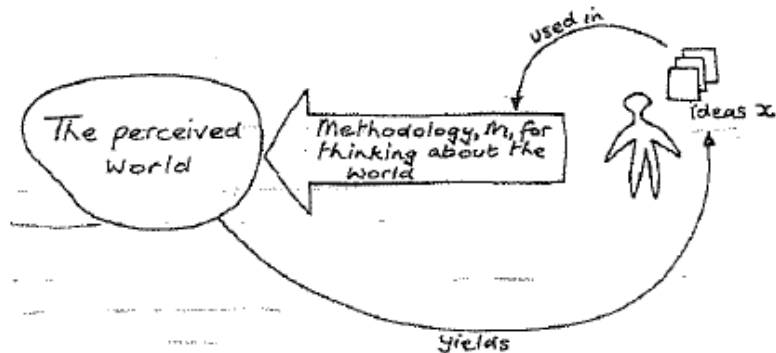 used in
ideas x
The perceived
world
Methodology, M, for
thinking about the
world
yields